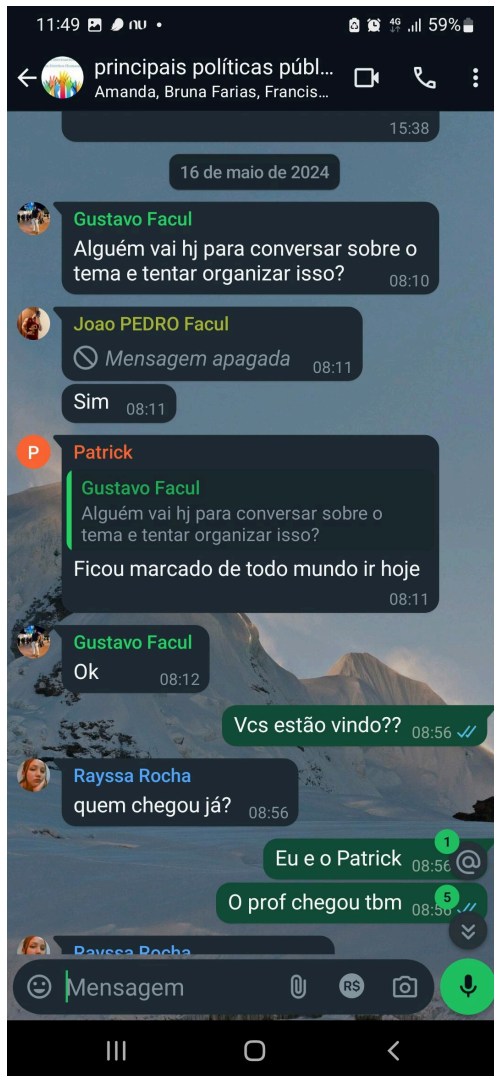 11:49
4G
59%
principais políticas públ...
Amanda, Bruna Farias, Francis...
15:38
16 de maio de 2024
Gustavo Facul
Alguém vai hj para conversar sobre o
tema e tentar organizar isso?
08:10
Joao PEDRO Facul
Mensagem apagada
08:11
Sim
08:11
P
Patrick
Gustavo Facul
Alguém vai hj para conversar sobre o
tema e tentar organizar isso?
Ficou marcado de todo mundo ir hoje
08:11
Gustavo Facul
Ok
08:12
Vcs estão vindo??
08:56
Rayssa Rocha
quem chegou já?
08:56
1
Eu e o Patrick
08:56
@
5
O prof chegou tbm
08:56
Rayssa Rocha
Mensagem
R$